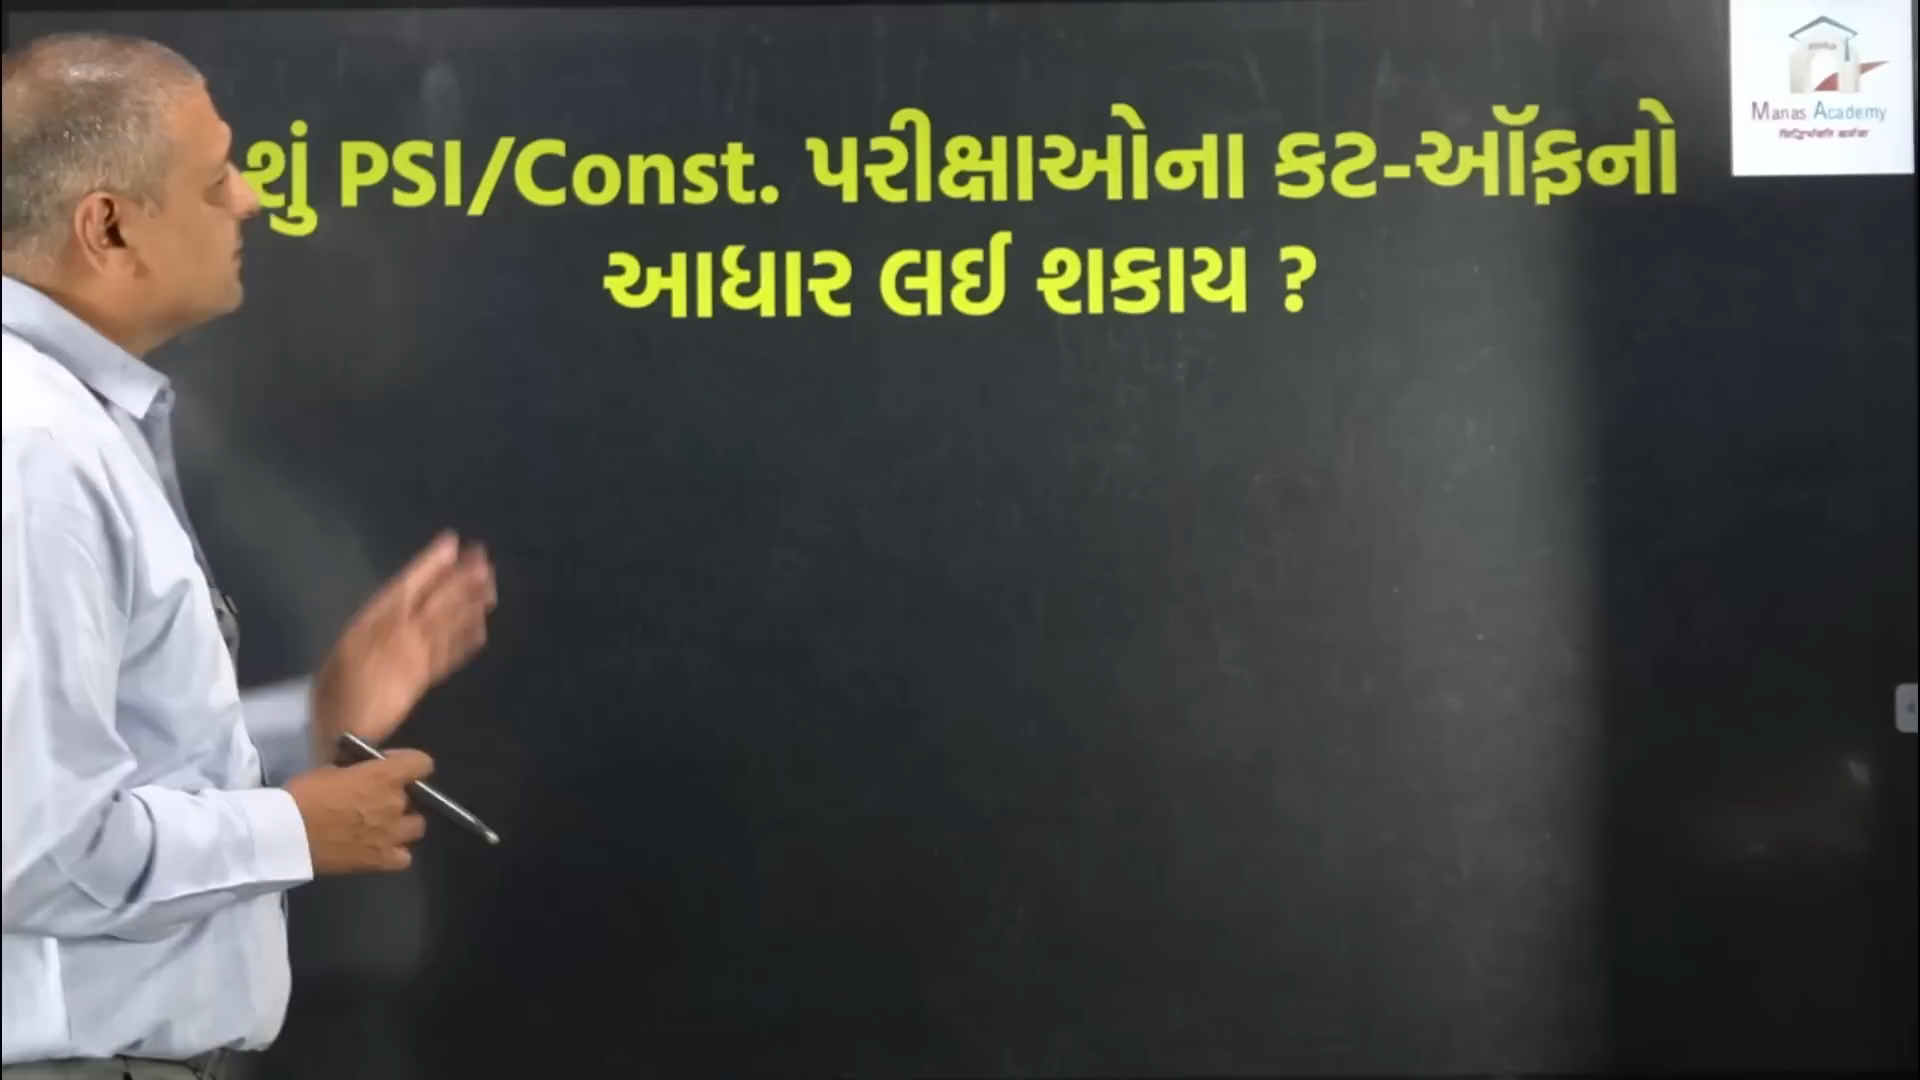 શું PSI/Const. પરીક્ષાઓના કટ-ઑફનો
આધાર લઈ શકાય ?
Manas Academy